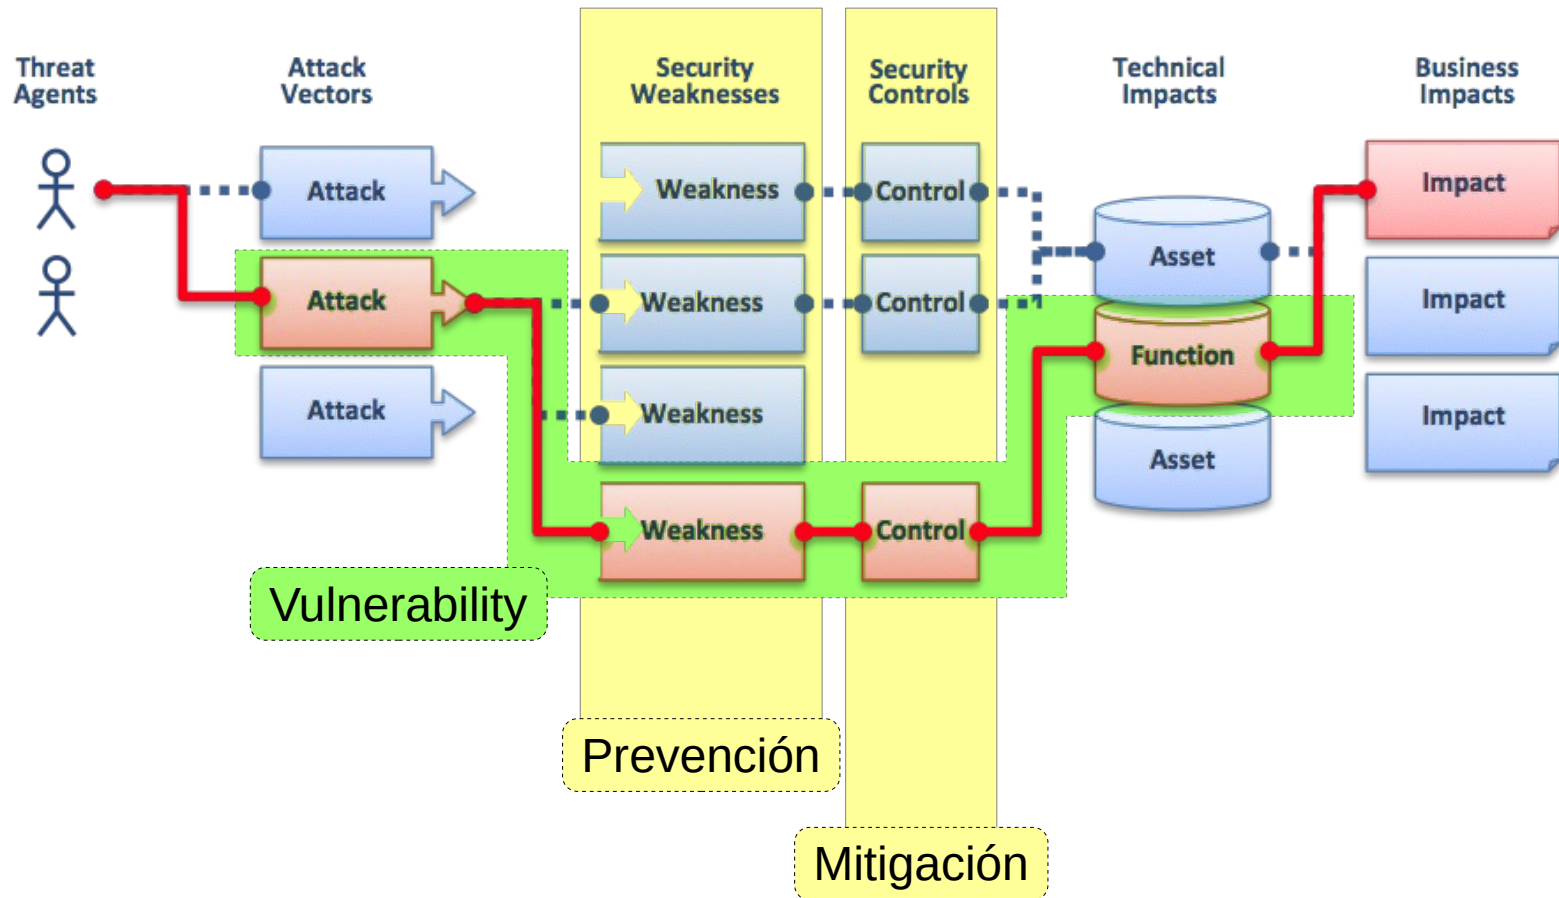 Threat
Agents
Attack
Vectors
Security
Weaknesses
Security
Controls
Technical
Impacts
Business
Impacts
Attack
Weakness
Control
Impact
Asset
Attack
Weakness
Control
Impact
Function
Attack
Weakness
Impact
Asset
Weakness
Control
Vulnerability
Prevención
Mitigación